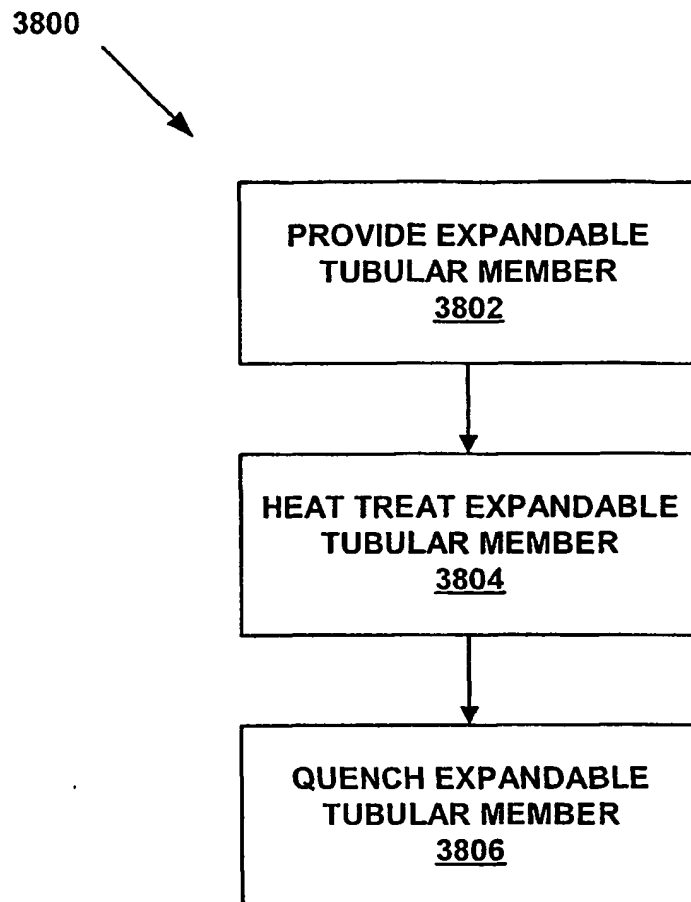 3800
PROVIDE EXPANDABLE
TUBULAR MEMBER
3802
HEAT TREAT EXPANDABLE
TUBULAR MEMBER
3804
QUENCH EXPANDABLE
TUBULAR MEMBER
3806